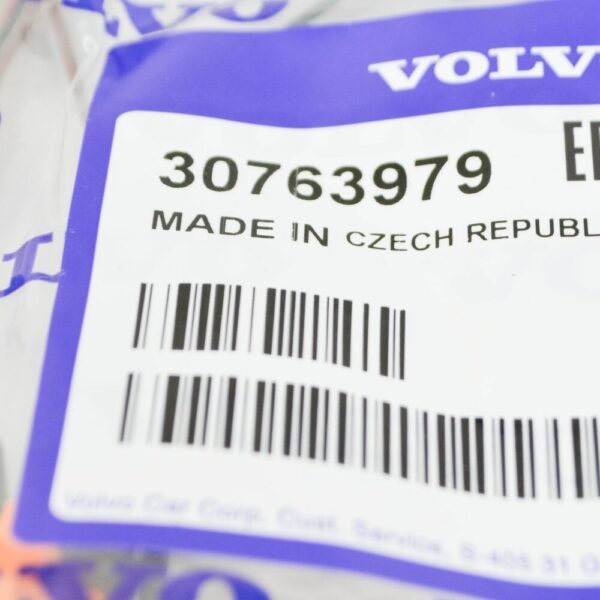 VOLV
30763979
MADE IN CZECH REPUBL
Volvo Car Corp. Cust. Service, S-405 31 G